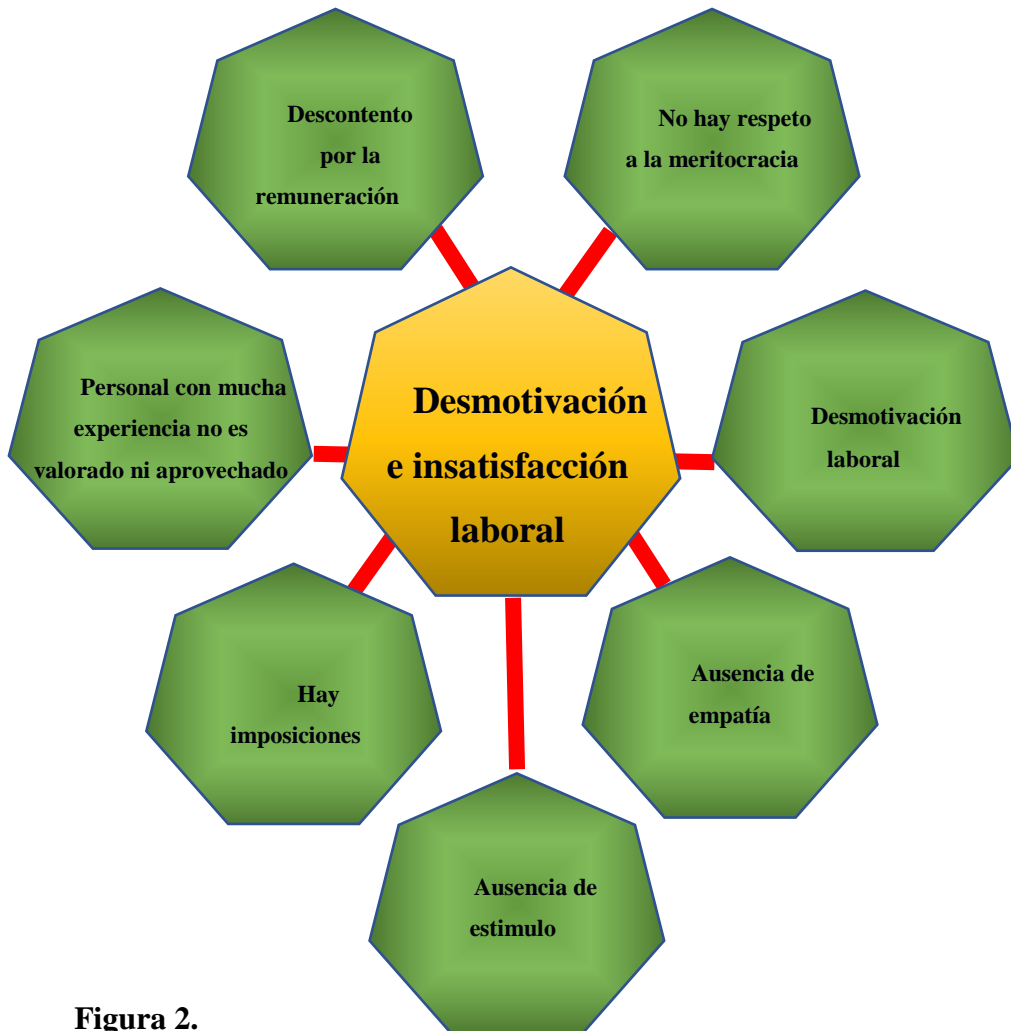 Descontento
por la
remuneración
No hay respeto
a la meritocracia
Personal con mucha
experiencia no es
valorado ni aprovechado
Desmotivación
e insatisfacción
laboral
Desmotivación
laboral
Hay
imposiciones
Ausencia de
empatía
Ausencia de
estimulo
Figura 2.